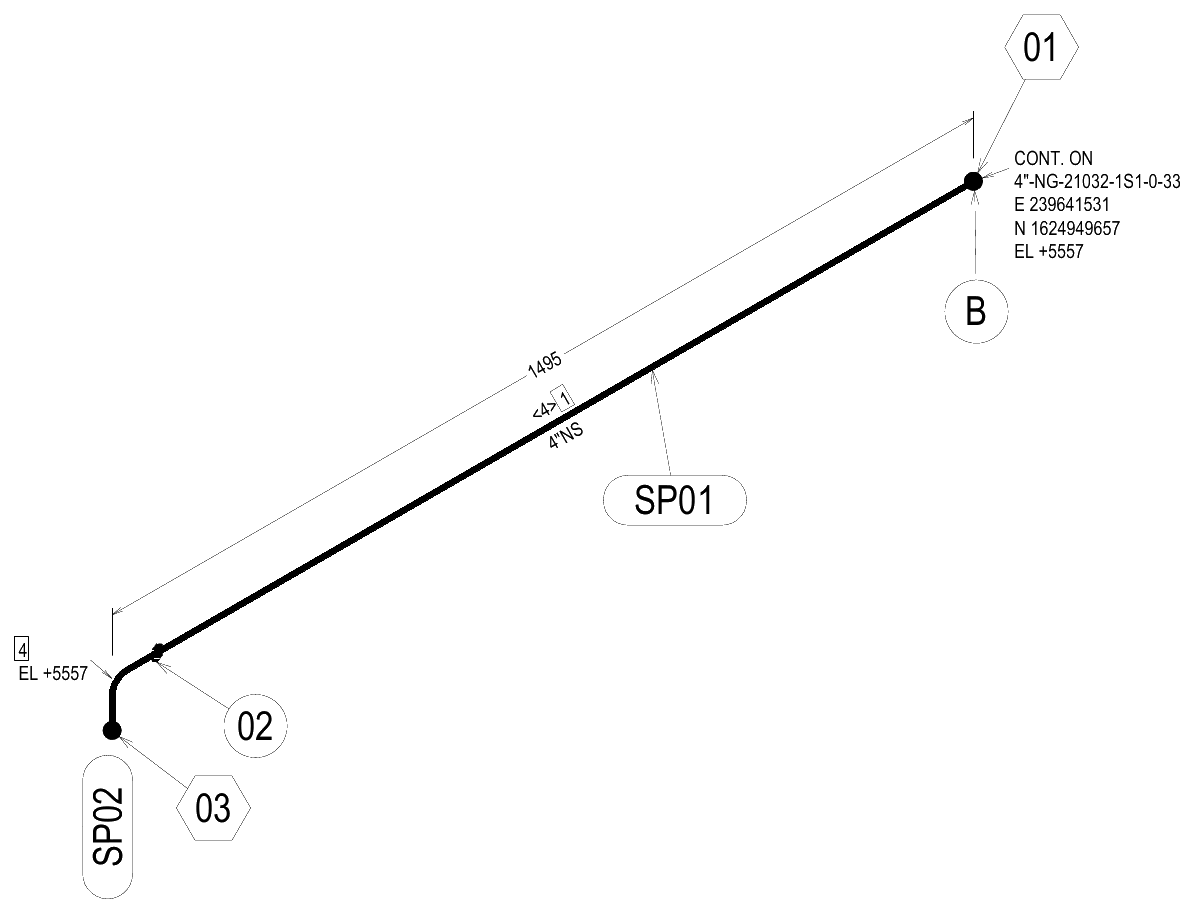 01
CONT. ON
4"-NG-21032-1S1-0-33
E 239641531
N 1624949657
EL +5557
B
1495
<4> 1
4"NS
SP01
4
EL +5557
02
03
SP02